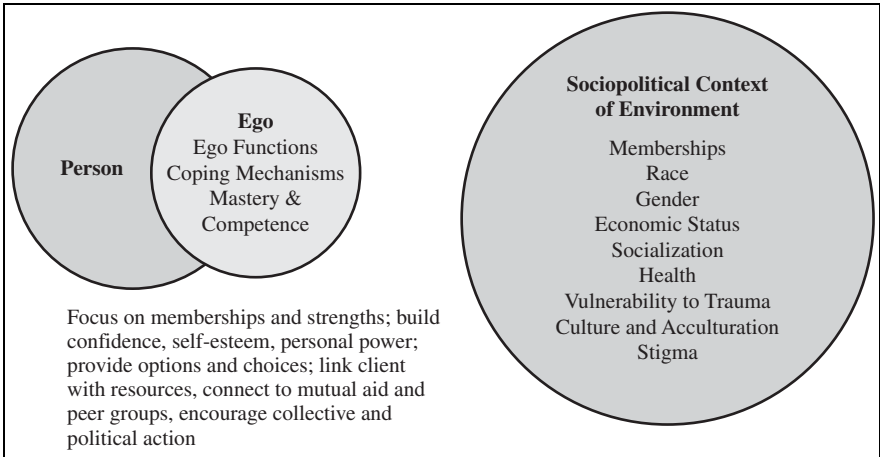 Person
Ego
Ego Functions
Coping Mechanisms
Mastery &
Competence
Focus on memberships and strengths; build
confidence, self-esteem, personal power;
provide options and choices; link client
with resources, connect to mutual aid and
peer groups, encourage collective and
political action
Sociopolitical Context
of Environment
Memberships
Race
Gender
Economic Status
Socialization
Health
Vulnerability to Trauma
Culture and Acculturation
Stigma